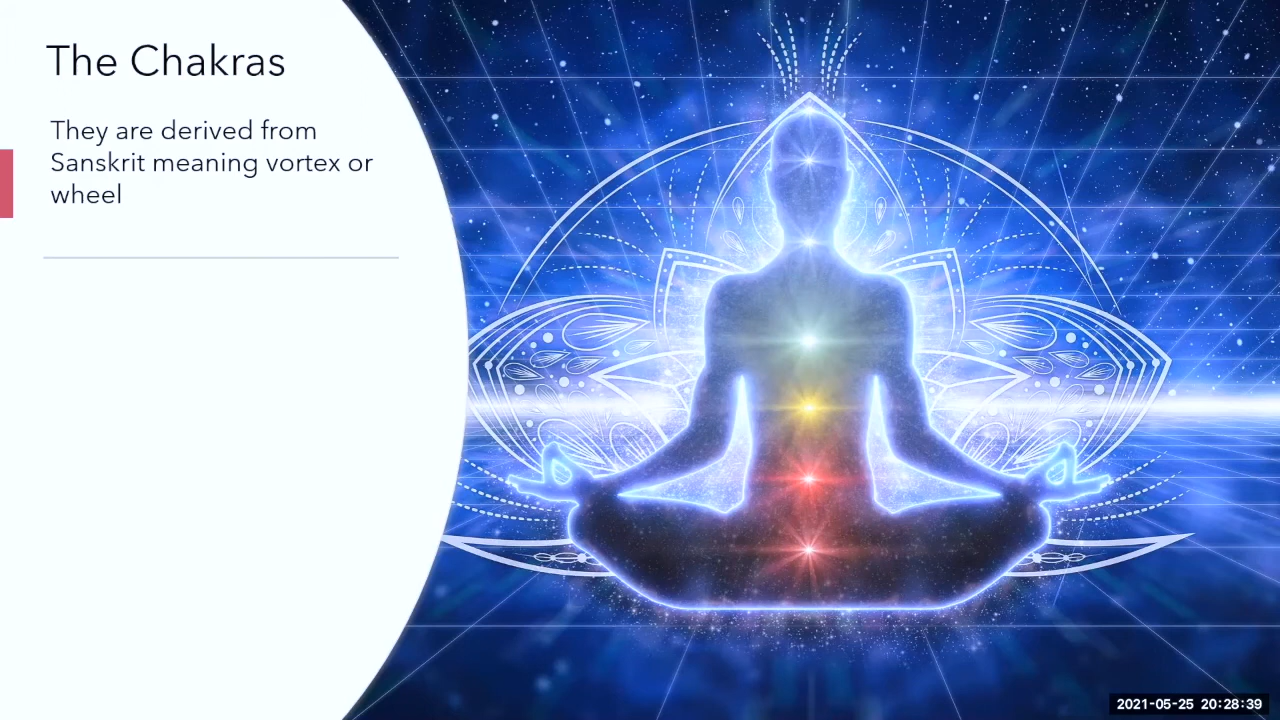 The Chakras
They are derived from
Sanskrit meaning vortex or
wheel
2021-05-25 20:28:39